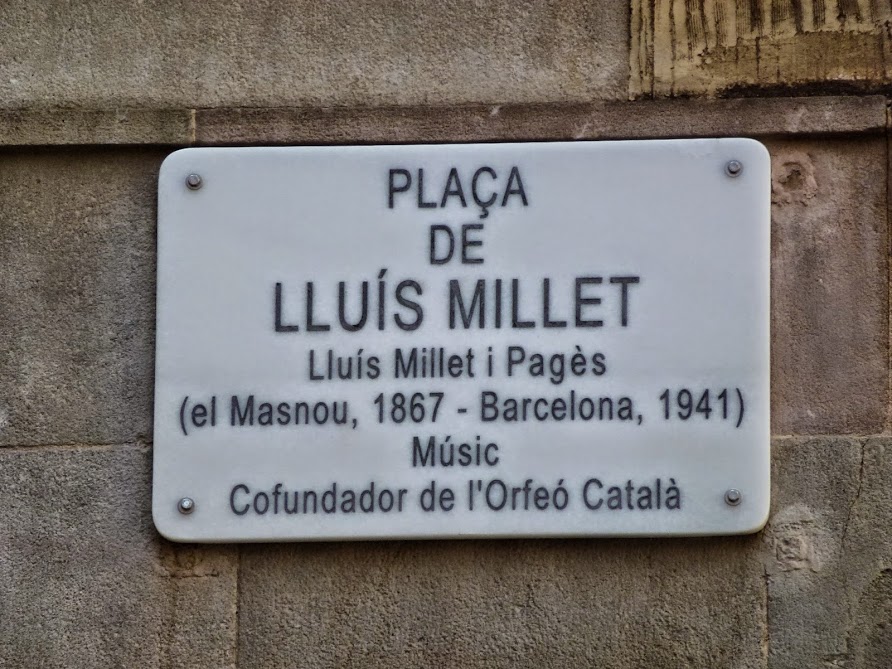 PLAÇA
DE
LLUÍS MILLET
Lluís Millet i Pagès
(el Masnou, 1867 - Barcelona, 1941)
Músic
Cofundador de l'Orfeó Català